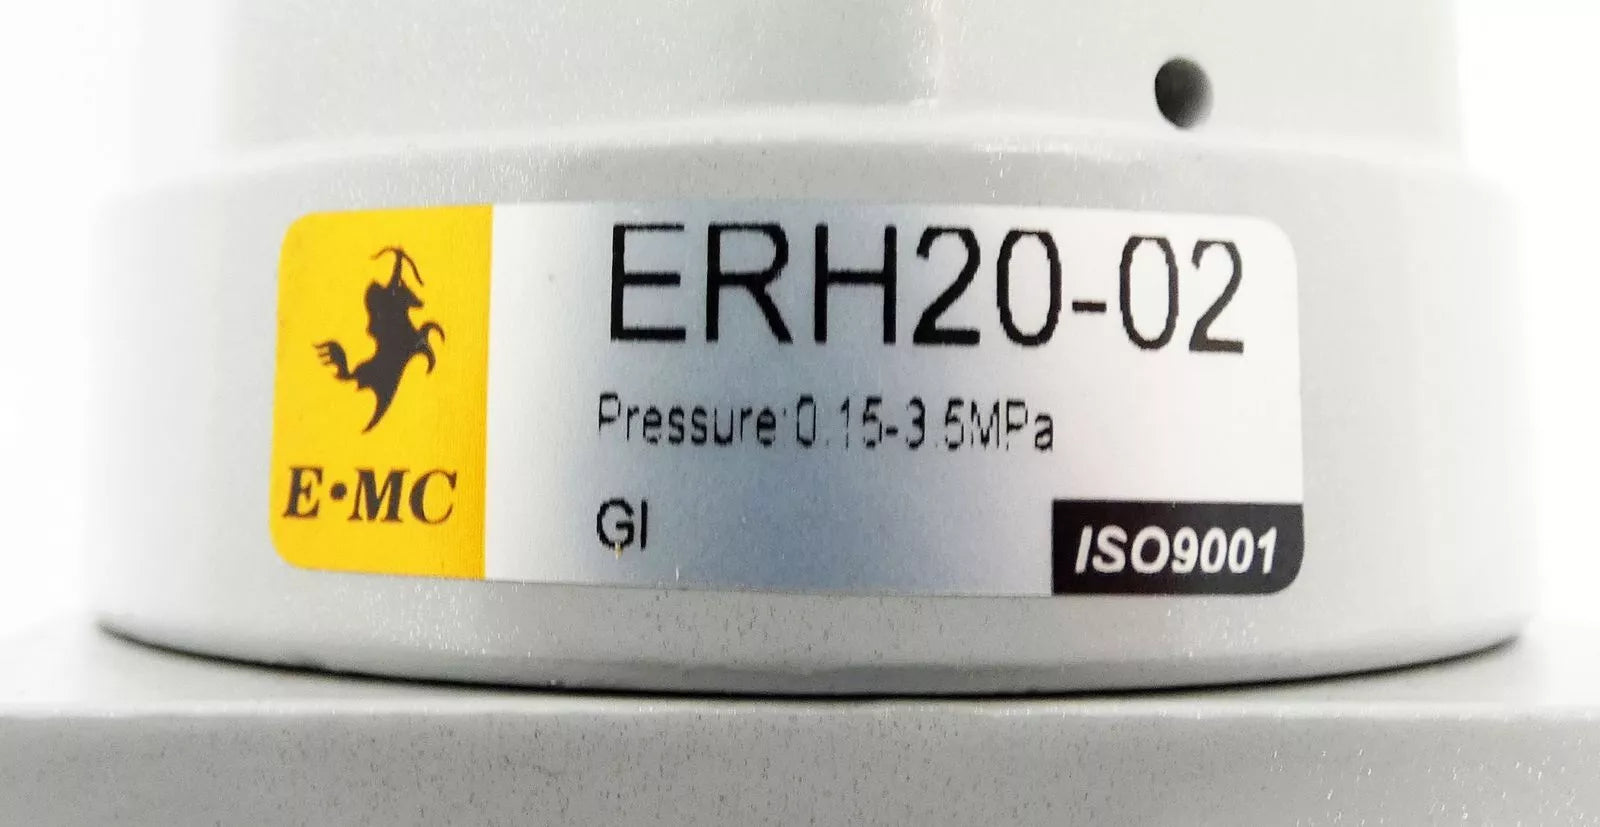 ERH20-02
Pressure:0.15-3.5MPa
GI
E•MC
ISO9001